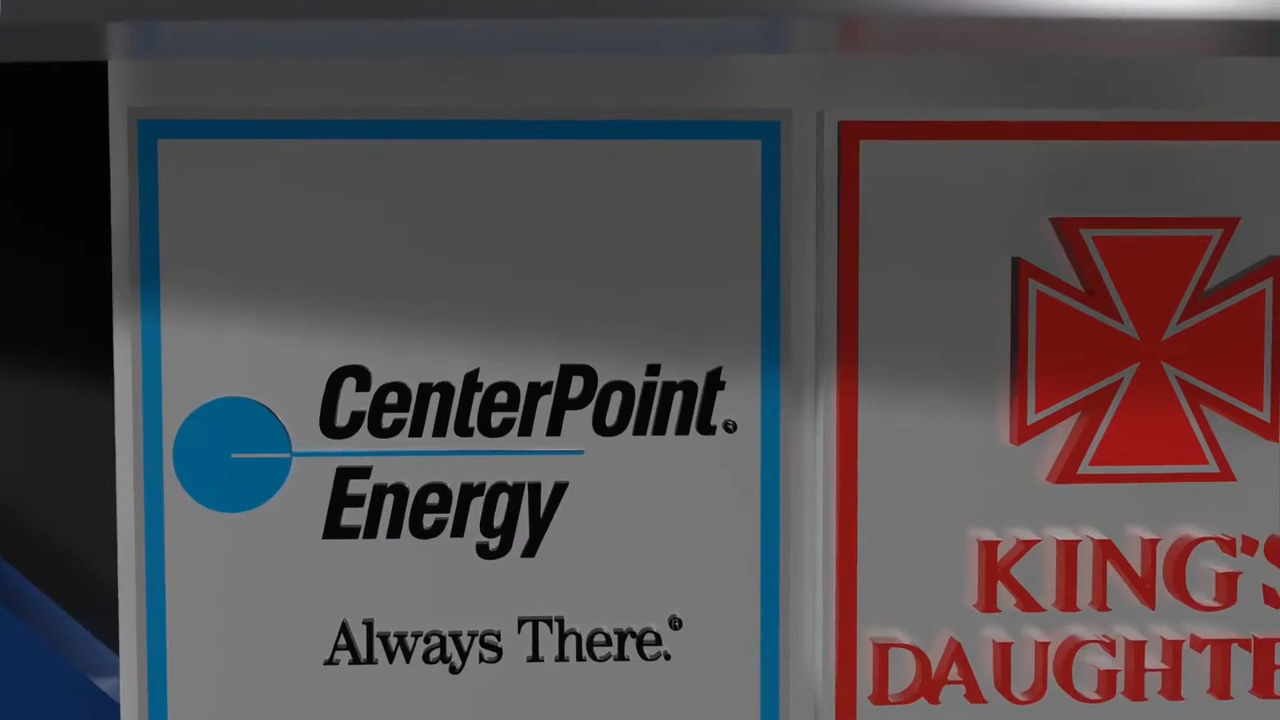 CenterPoint®
Energy
Always There.®
KING'S
DAUGHTE